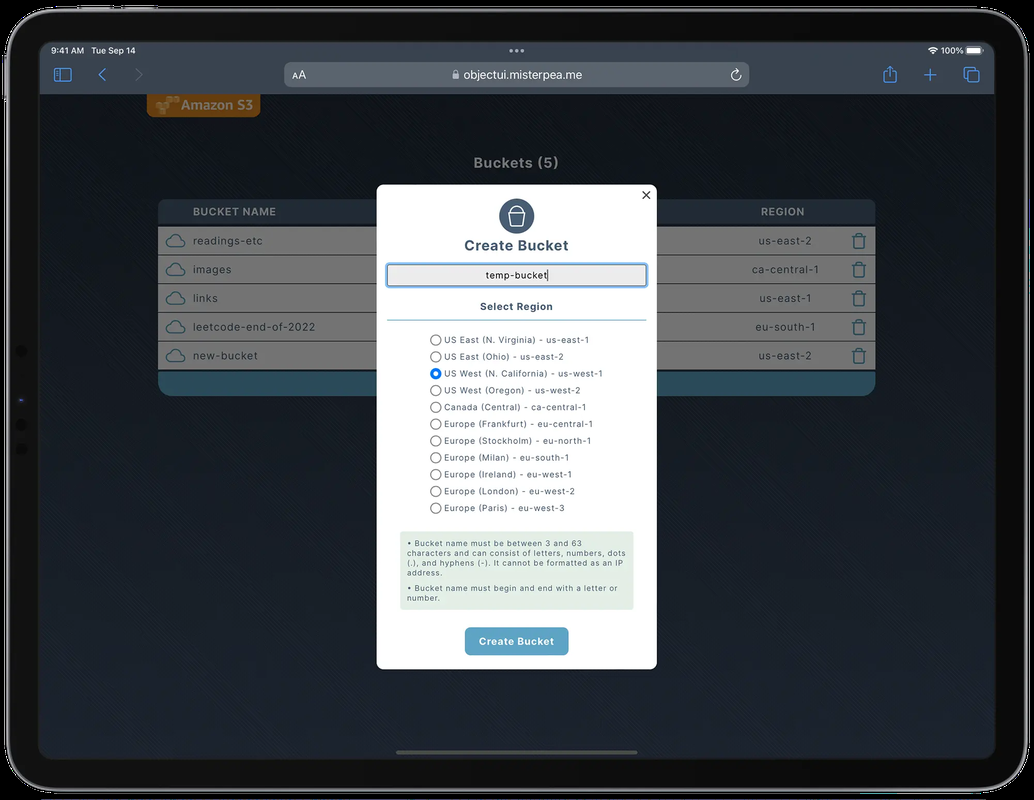 9:41 AM Tue Sep 14
100%
AA
objectui.misterpea.me
Amazon S3
Buckets (5)
BUCKET NAME
REGION
readings-etc
us-east-2
images
ca-central-1
links
us-east-1
leetcode-end-of-2022
eu-south-1
new-bucket
us-east-2
Create Bucket
temp-bucket
Select Region
US East (N. Virginia) - us-east-1
US East (Ohio) - us-east-2
US West (N. California) - us-west-1
US West (Oregon) - us-west-2
Canada (Central) - ca-central-1
Europe (Frankfurt) - eu-central-1
Europe (Stockholm) - eu-north-1
Europe (Milan) - eu-south-1
Europe (Ireland) - eu-west-1
Europe (London) - eu-west-2
Europe (Paris) - eu-west-3
• Bucket name must be between 3 and 63
characters and can consist of letters, numbers, dots
(.), and hyphens (-). It cannot be formatted as an IP
address.
• Bucket name must begin and end with a letter or
number.
Create Bucket